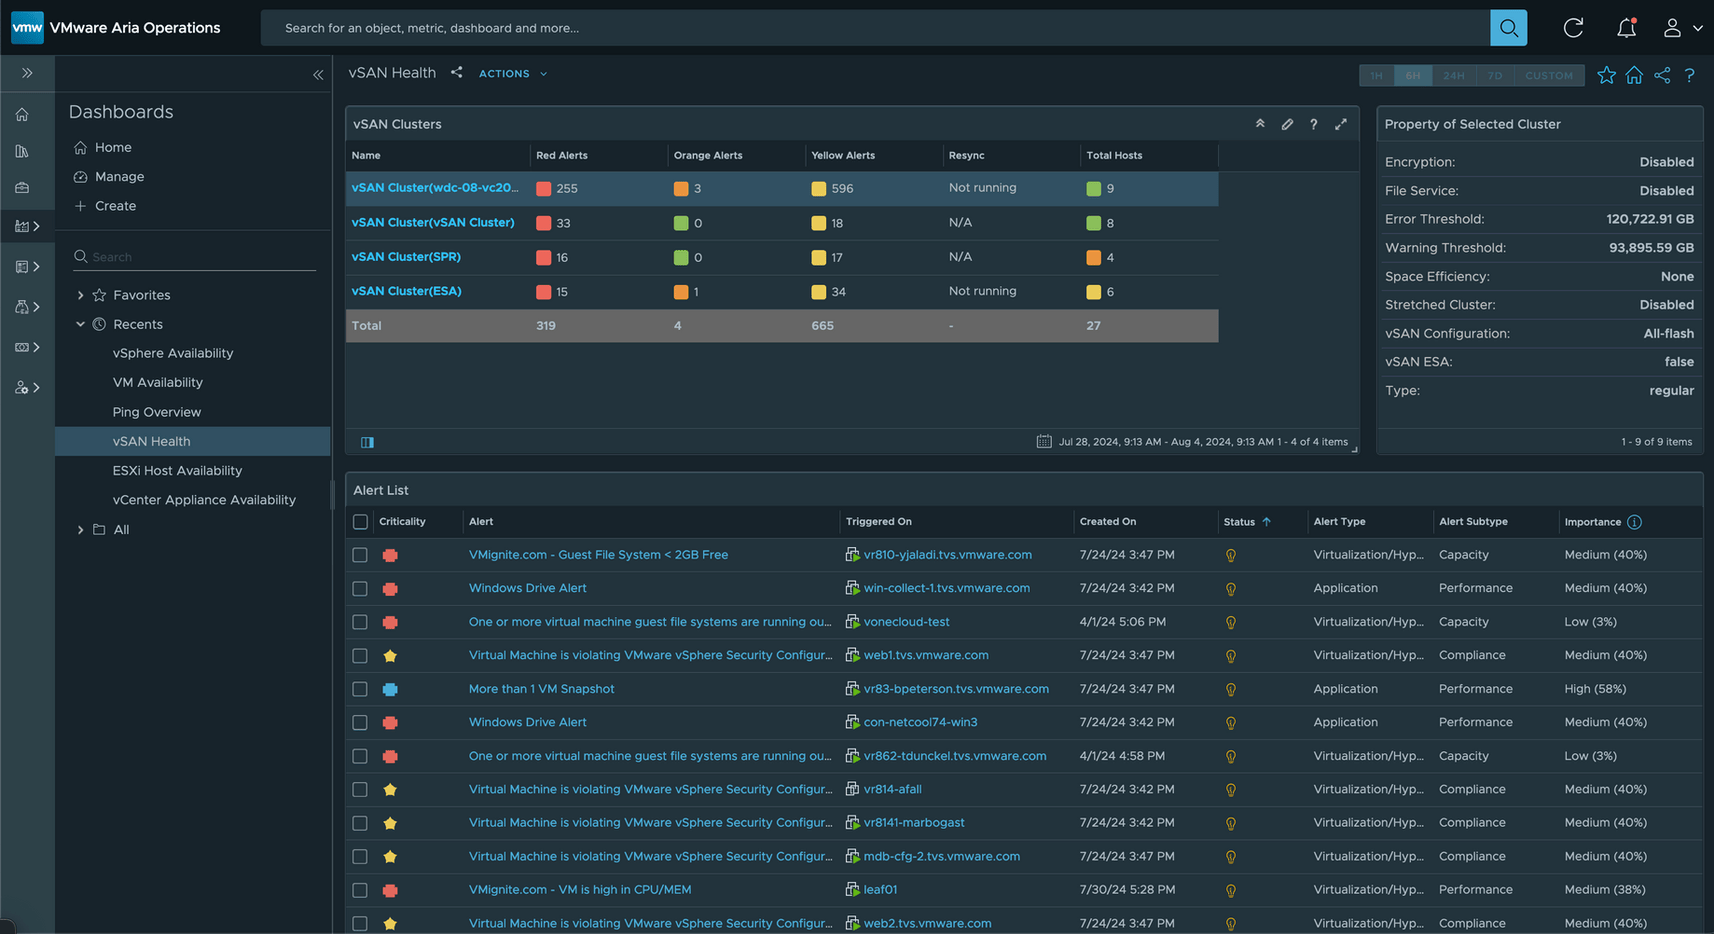 vmw VMware Aria Operations
Search for an object, metric, dashboard and more...
vSAN Health ACTIONS
1H 6H 24H 7D CUSTOM ?
Dashboards
Home
Manage
Create
Search
Favorites
Recents
vSphere Availability
VM Availability
Ping Overview
vSAN Health
ESXi Host Availability
vCenter Appliance Availability
All
vSAN Clusters ?
Name Red Alerts Orange Alerts Yellow Alerts Resync Total Hosts
vSAN Cluster(wdc-08-vc20... 255 3 596 Not running 9
vSAN Cluster(vSAN Cluster) 33 0 18 N/A 8
vSAN Cluster(SPR) 16 0 17 N/A 4
vSAN Cluster(ESA) 15 1 34 Not running 6
Total 319 4 665 - 27
Jul 28, 2024, 9:13 AM - Aug 4, 2024, 9:13 AM 1 - 4 of 4 items
Property of Selected Cluster
Encryption: Disabled
File Service: Disabled
Error Threshold: 120,722.91 GB
Warning Threshold: 93,895.59 GB
Space Efficiency: None
Stretched Cluster: Disabled
vSAN Configuration: All-flash
vSAN ESA: false
Type: regular
1 - 9 of 9 items
Alert List
Criticality Alert Triggered On Created On Status Alert Type Alert Subtype Importance
VMignite.com - Guest File System < 2GB Free vr810-yjaladi.tvs.vmware.com 7/24/24 3:47 PM Virtualization/Hyp... Capacity Medium (40%)
Windows Drive Alert win-collect-1.tvs.vmware.com 7/24/24 3:42 PM Application Performance Medium (40%)
One or more virtual machine guest file systems are running ou... vonecloud-test 4/1/24 5:06 PM Virtualization/Hyp... Capacity Low (3%)
Virtual Machine is violating VMware vSphere Security Configur... web1.tvs.vmware.com 7/24/24 3:47 PM Virtualization/Hyp... Compliance Medium (40%)
More than 1 VM Snapshot vr83-bpeterson.tvs.vmware.com 7/24/24 3:47 PM Application Performance High (58%)
Windows Drive Alert con-netcool74-win3 7/24/24 3:42 PM Application Performance Medium (40%)
One or more virtual machine guest file systems are running ou... vr862-tdunckel.tvs.vmware.com 4/1/24 4:58 PM Virtualization/Hyp... Capacity Low (3%)
Virtual Machine is violating VMware vSphere Security Configur... vr814-afall 7/24/24 3:42 PM Virtualization/Hyp... Compliance Medium (40%)
Virtual Machine is violating VMware vSphere Security Configur... vr8141-marbogast 7/24/24 3:42 PM Virtualization/Hyp... Compliance Medium (40%)
Virtual Machine is violating VMware vSphere Security Configur... mdb-cfg-2.tvs.vmware.com 7/24/24 3:47 PM Virtualization/Hyp... Compliance Medium (40%)
VMignite.com - VM is high in CPU/MEM leaf01 7/30/24 5:28 PM Virtualization/Hyp... Performance Medium (38%)
Virtual Machine is violating VMware vSphere Security Configur... web2.tvs.vmware.com 7/24/24 3:47 PM Virtualization/Hyp... Compliance Medium (40%)